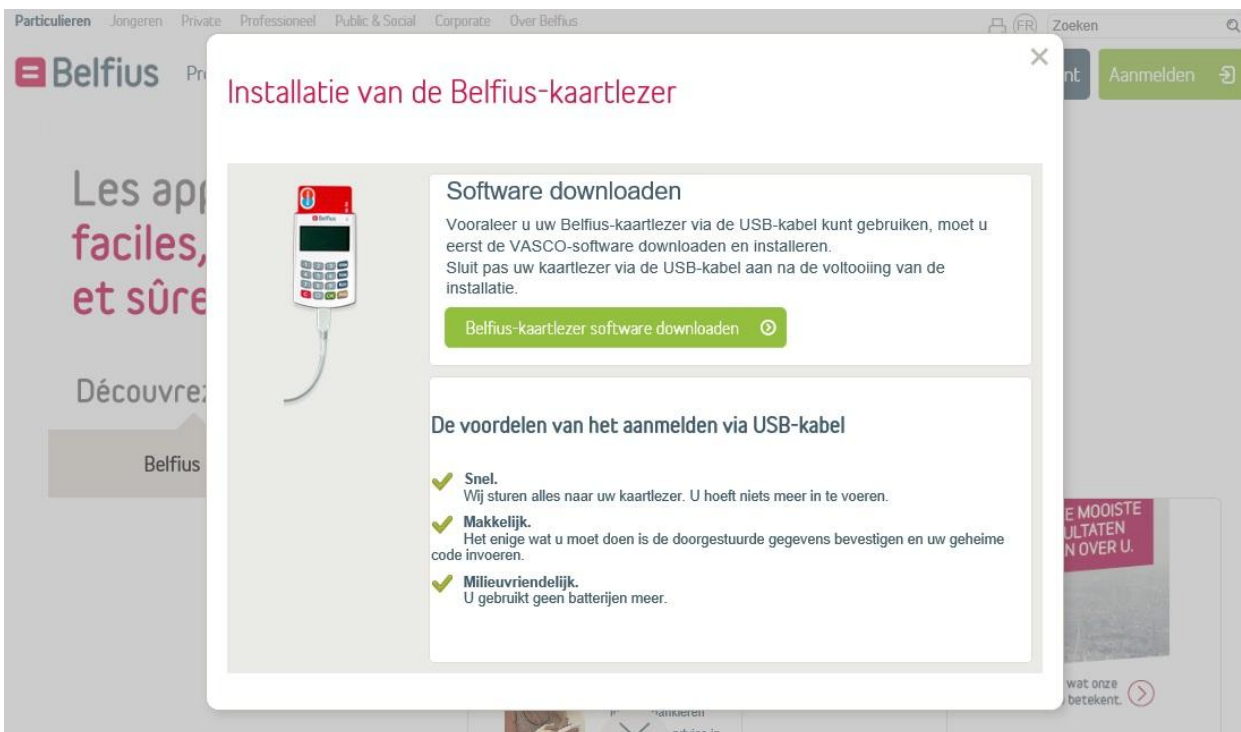 Particulieren Jongeren Private Professioneel Public & Social Corporate Over Belfius
FR Zoeken
Belfius
nt Aanmelden
Installatie van de Belfius-kaartlezer
Les app
faciles,
et sûre
Découvrez
Belfius
Belfius
Software downloaden
Vooraleer u uw Belfius-kaartlezer via de USB-kabel kunt gebruiken, moet u
eerst de VASCO-software downloaden en installeren.
Sluit pas uw kaartlezer via de USB-kabel aan na de voltooiing van de
installatie.
Belfius-kaartlezer software downloaden
De voordelen van het aanmelden via USB-kabel
Snel.
Wij sturen alles naar uw kaartlezer. U hoeft niets meer in te voeren.
Makkelijk.
Het enige wat u moet doen is de doorgestuurde gegevens bevestigen en uw geheime
code invoeren.
Milieuvriendelijk.
U gebruikt geen batterijen meer.
E MOOISTE
ULTATEN
N OVER U.
wat onze
betekent.